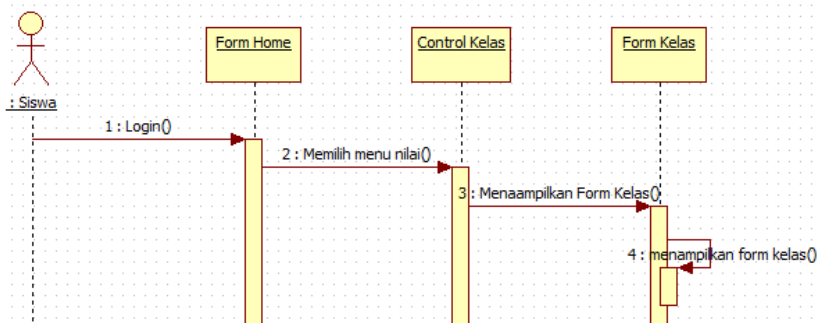 Form Home
Control Kelas
Form Kelas
: Siswa
1 : Login()
2 : Memilih menu nilai()
3 : Menaampilkan Form Kelas()
4 : menampilkan form kelas()